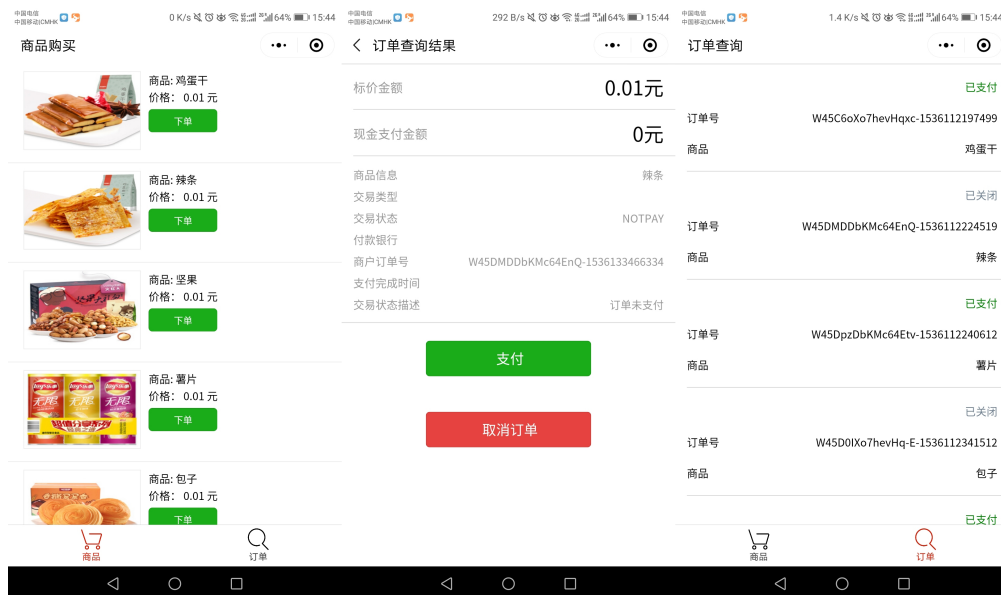 中国电信
中国移动|CMHK
0 K/s
64%
15:44
商品购买
商品: 鸡蛋干
价格： 0.01 元
下单
商品: 辣条
价格： 0.01 元
下单
商品: 坚果
价格： 0.01 元
下单
商品: 薯片
价格： 0.01 元
下单
商品: 包子
价格： 0.01 元
下单
商品
订单
中国电信
中国移动|CMHK
292 B/s
64%
15:44
订单查询结果
标价金额 0.01元
现金支付金额 0元
商品信息 辣条
交易类型
交易状态 NOTPAY
付款银行
商户订单号 W45DMDDbKMc64EnQ-1536133466334
支付完成时间
交易状态描述 订单未支付
支付
取消订单
中国电信
中国移动|CMHK
1.4 K/s
64%
15:44
订单查询
已支付
订单号 W45C6oXo7hevHqxc-1536112197499
商品 鸡蛋干
已关闭
订单号 W45DMDDbKMc64EnQ-1536112224519
商品 辣条
已支付
订单号 W45DpzDbKMc64Etv-1536112240612
商品 薯片
已关闭
订单号 W45D0IXo7hevHq-E-1536112341512
商品 包子
已支付
商品
订单